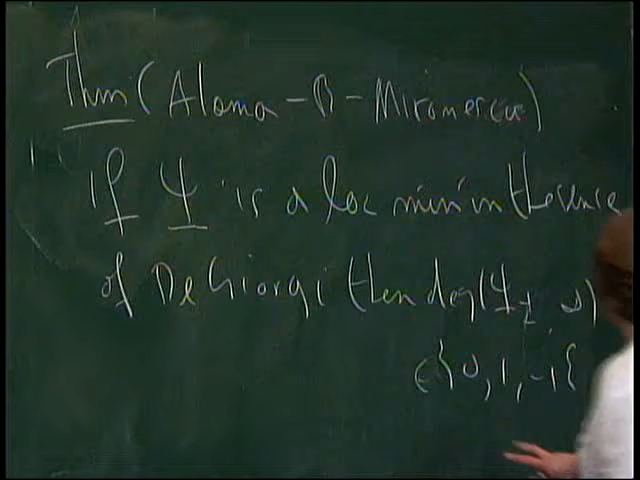 Thm (Alama - B - Mironescu)
If Ψ is a loc min in the sense
of De Giorgi then deg(Ψ±, ∞)
∈ {0, 1, -1}